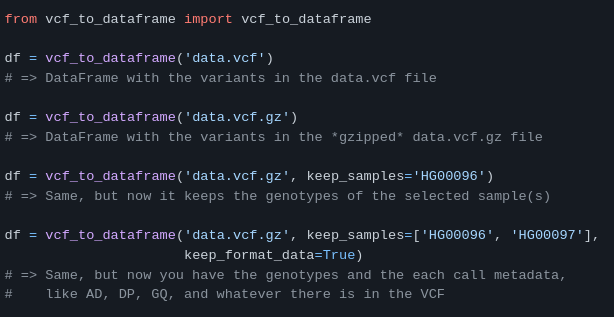 from vcf_to_dataframe import vcf_to_dataframe
df = vcf_to_dataframe('data.vcf')
# => DataFrame with the variants in the data.vcf file
df = vcf_to_dataframe('data.vcf.gz')
# => DataFrame with the variants in the *gzipped* data.vcf.gz file
df = vcf_to_dataframe('data.vcf.gz', keep_samples='HG00096')
# => Same, but now it keeps the genotypes of the selected sample(s)
df = vcf_to_dataframe('data.vcf.gz', keep_samples=['HG00096', 'HG00097'],
                      keep_format_data=True)
# => Same, but now you have the genotypes and the each call metadata,
#    like AD, DP, GQ, and whatever there is in the VCF